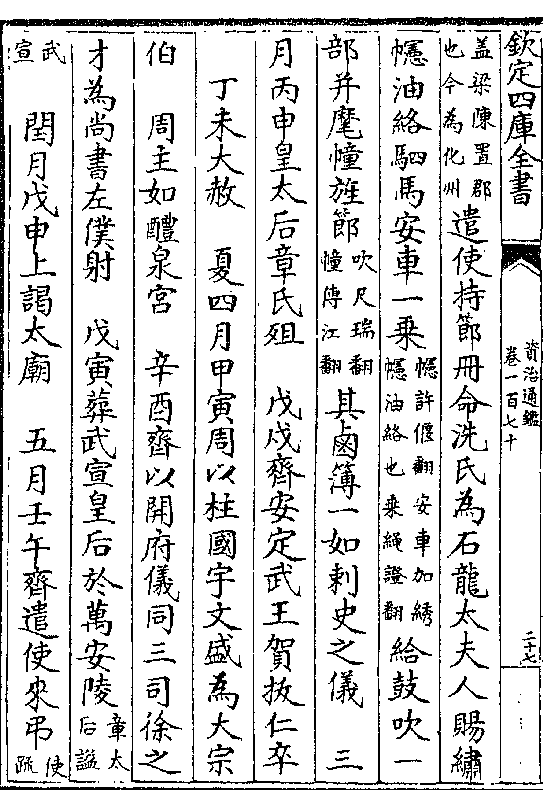 欽定四庫全書
資治通鑑
卷一百七十
二十七
蓋梁陳置郡
也今為化州
遣使持節冊命洗氏為石龍太夫人賜繡
幰油絡駟馬安車一乗
幰許偃翻安車加綉
幰油絡也乗繩證翻
給鼓吹一
部并麾幢旌節
吹尺瑞翻
幢傳江翻
其鹵簿一如刺史之儀 三
月丙申皇太后章氏殂 戊戌齊安定武王賀抜仁卒
丁未大赦 夏四月甲寅周以柱國宇文盛為大宗
伯 周主如醴泉宮 辛酉齊以開府儀同三司徐之
才為尚書左僕射 戊寅葬武宣皇后於萬安陵
章太
后謚
武
宣
閏月戊申上謁太廟 五月壬午齊遣使來弔
使
疏